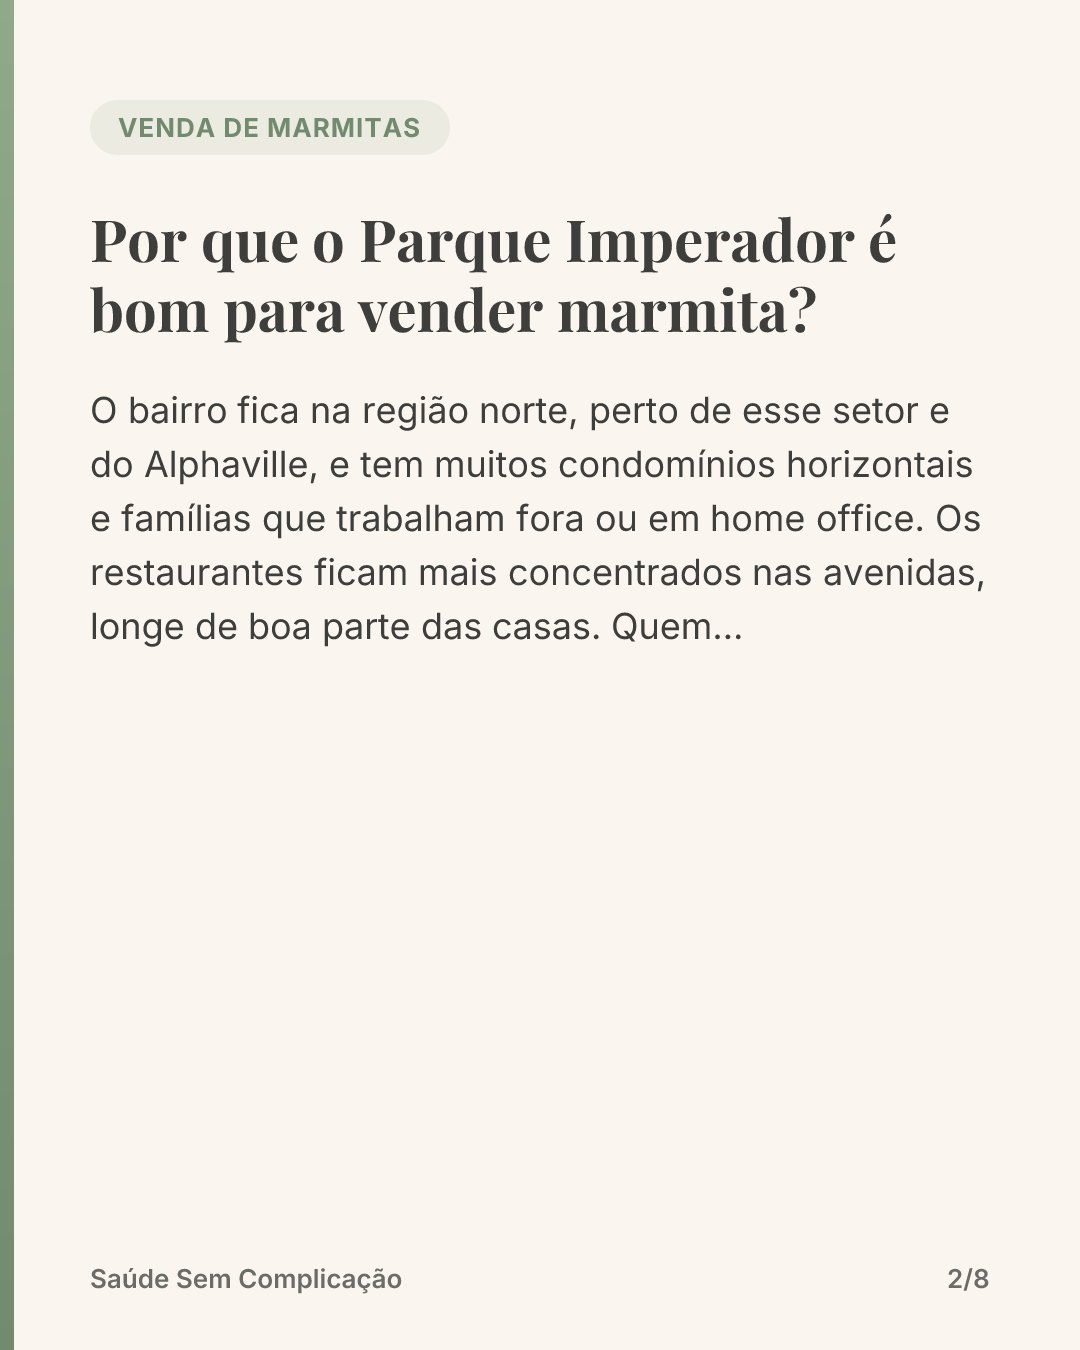 VENDA DE MARMITAS
Por que o Parque Imperador é
bom para vender marmita?
O bairro fica na região norte, perto de esse setor e
do Alphaville, e tem muitos condomínios horizontais
e famílias que trabalham fora ou em home office. Os
restaurantes ficam mais concentrados nas avenidas,
longe de boa parte das casas. Quem...
Saúde Sem Complicação
2/8